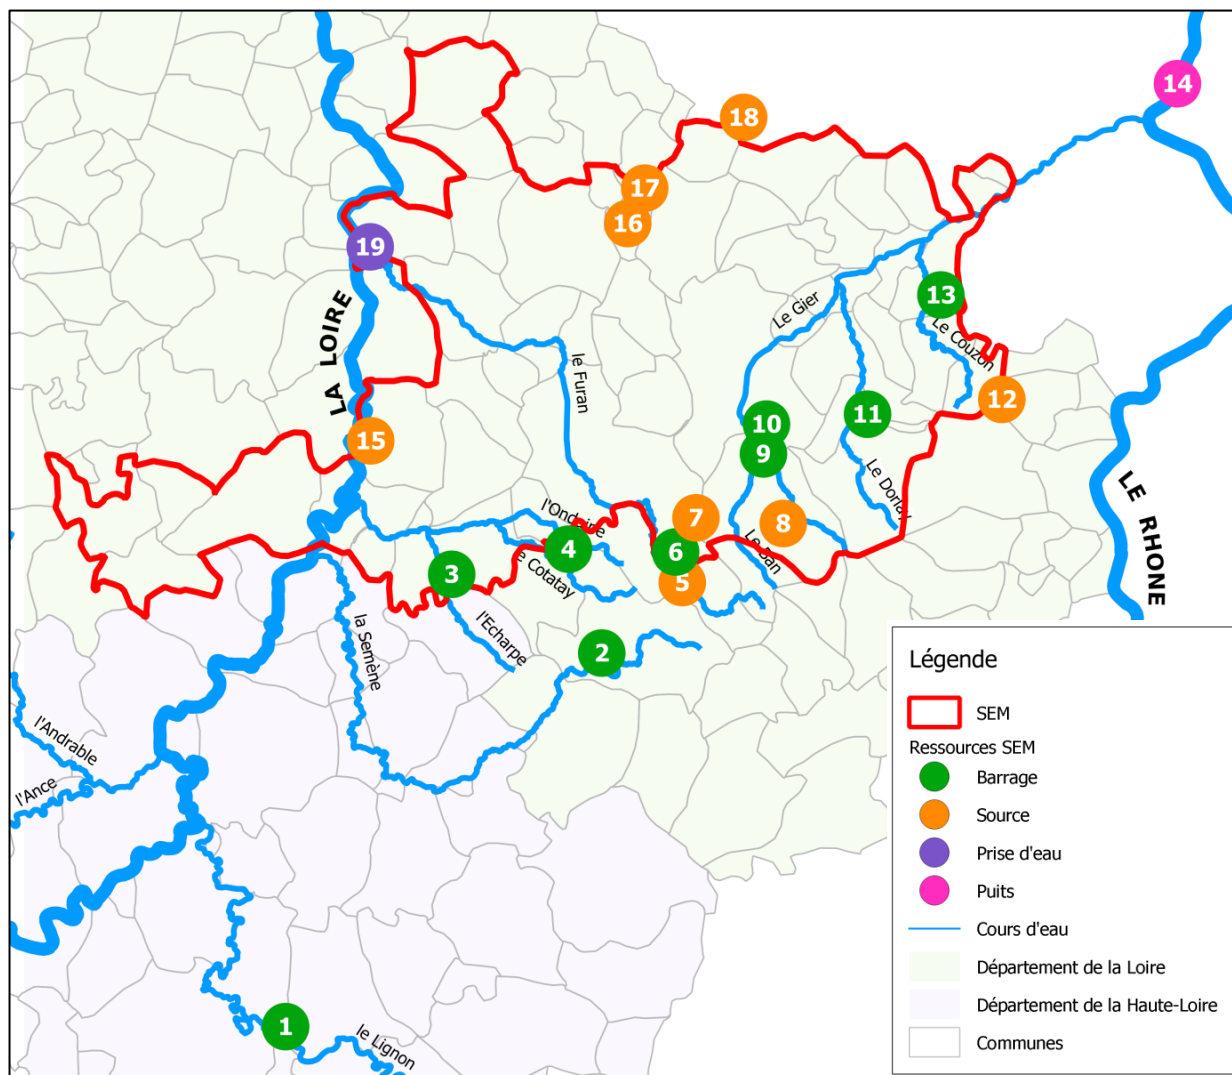 14
18
17
16
19
LA LOIRE
13
Le Gier
Le Couzon
le Furan
12
10
11
15
9
LE RHONE
Le Dorlay
l'Ondaine
7
8
4
6
Le Ban
3
e Cotatay
5
l'Echarpe
la Semène
2
l'Andrable
l'Ance
1
le Lignon
Légende
SEM
Ressources SEM
Barrage
Source
Prise d'eau
Puits
Cours d'eau
Département de la Loire
Département de la Haute-Loire
Communes